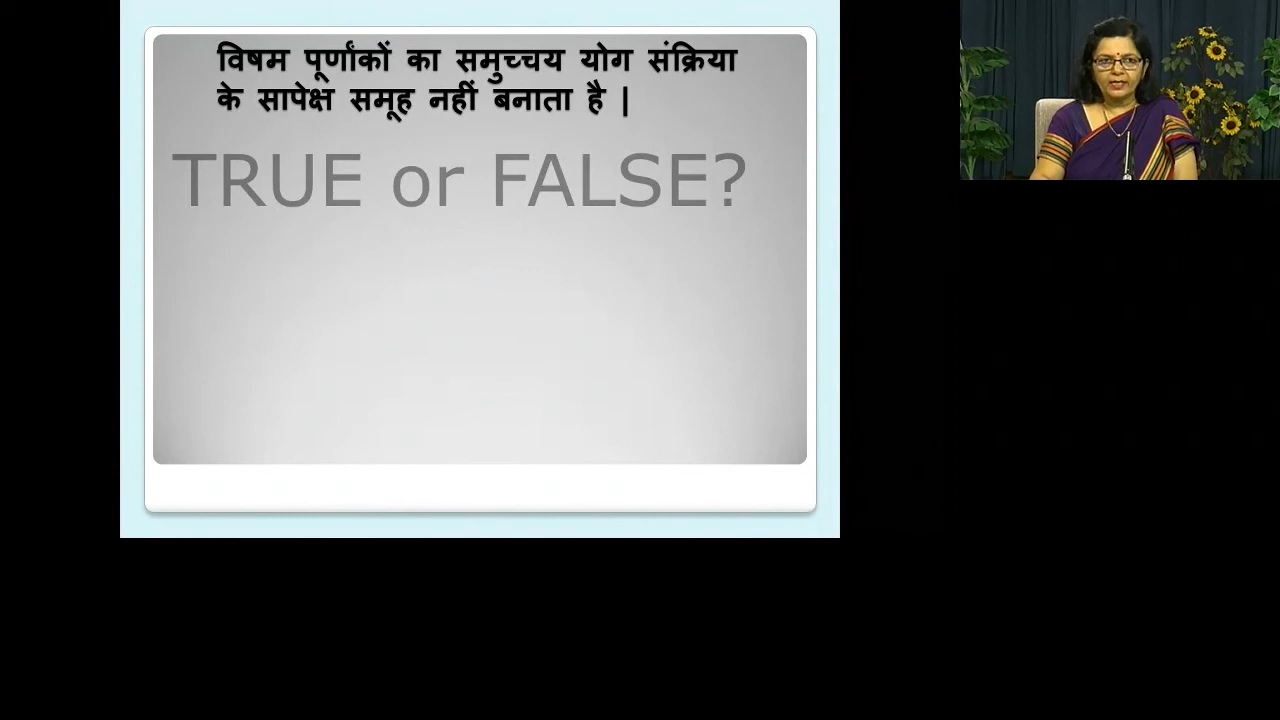 विषम पूर्णांकों का समुच्चय योग संक्रिया
के सापेक्ष समूह नहीं बनाता है |
TRUE or FALSE?